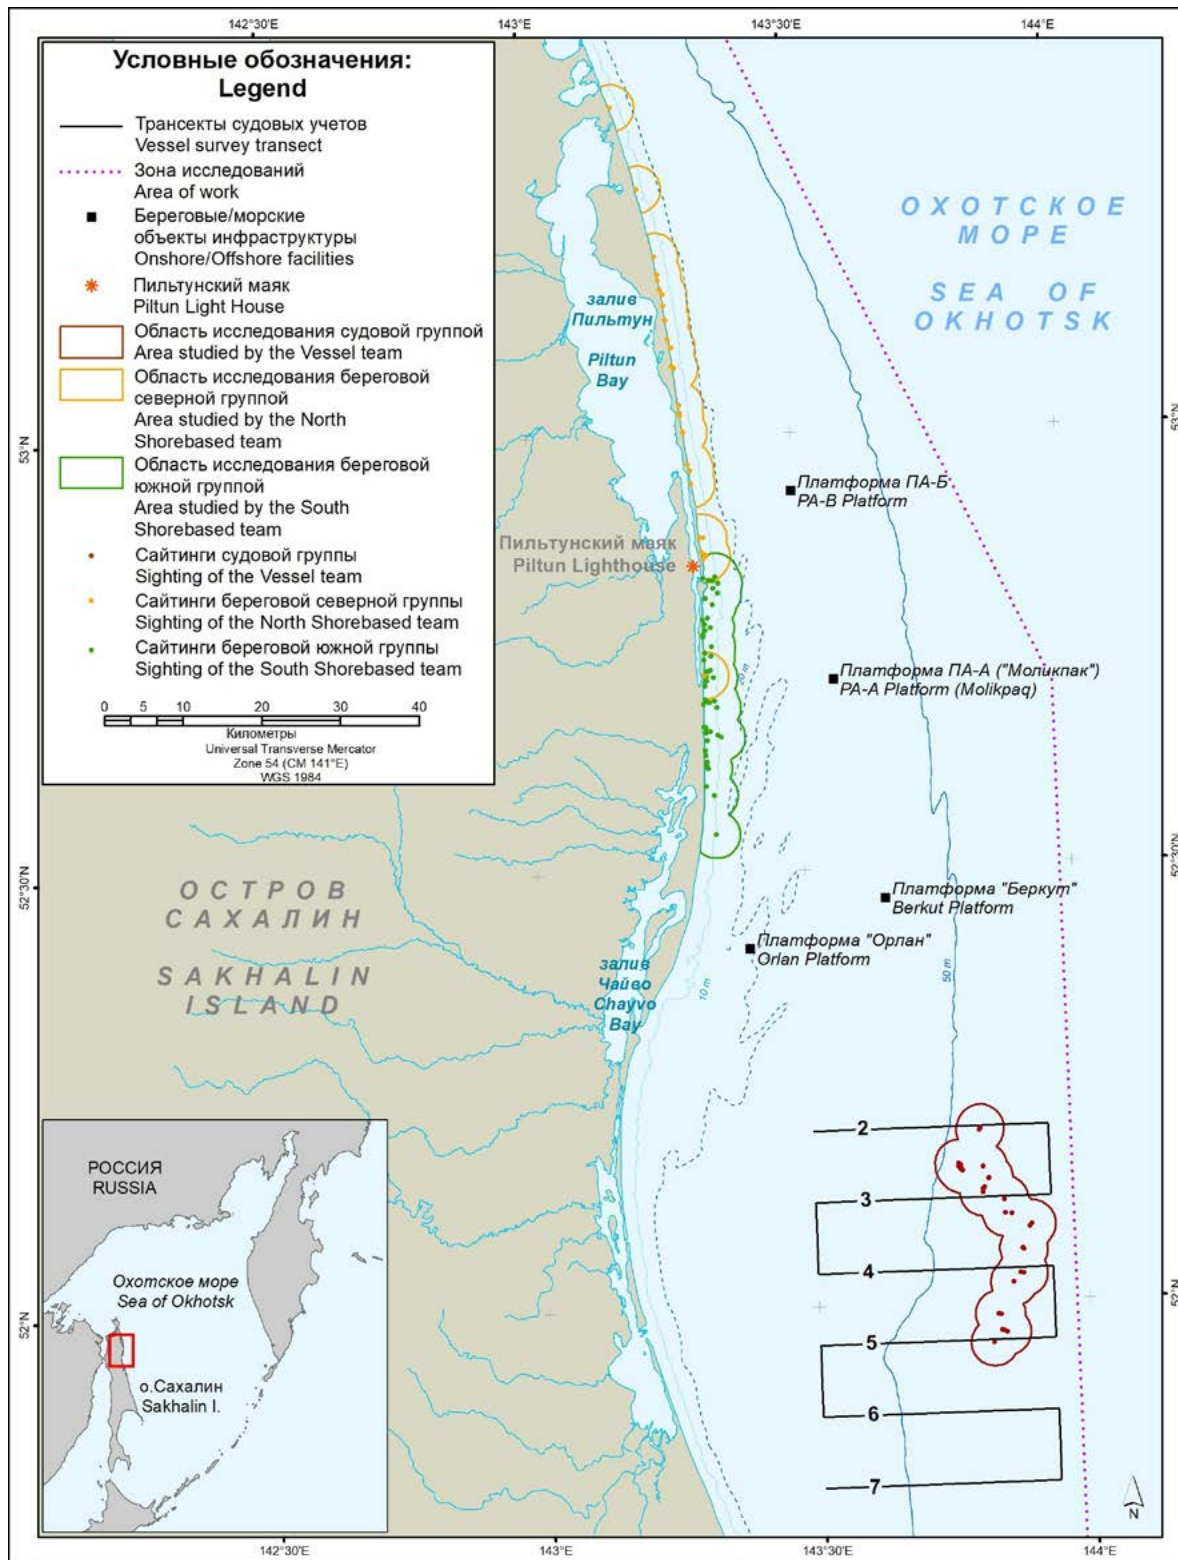 142°30'E
143°E
143°30'E
144°E
Условные обозначения:
Legend
Трансекты судовых учетов
Vessel survey transect
Зона исследований
Area of work
Береговые/морские
объекты инфраструктуры
Onshore/Offshore facilities
Пильтунский маяк
Piltun Light House
Область исследования судовой группой
Area studied by the Vessel team
Область исследования береговой
северной группой
Area studied by the North
Shorebased team
Область исследования береговой
южной группой
Area studied by the South
Shorebased team
Сайтинги судовой группы
Sighting of the Vessel team
Сайтинги береговой северной группы
Sighting of the North Shorebased team
Сайтинги береговой южной группы
Sighting of the South Shorebased team
0 5 10 20 30 40
Километры
Universal Transverse Mercator
Zone 54 (CM 141°E)
WGS 1984
ОХОТСКОЕ
МОРЕ
SEA OF
OKHOTSK
залив
Пильтун
Piltun
Bay
53°N
53°N
Платформа ПА-Б
PA-B Platform
Пильтунский маяк
Piltun Lighthouse
Платформа ПА-А ("Моликпак")
PA-A Platform (Molikpaq)
20 m
52°30'N
52°30'N
ОСТРОВ
САХАЛИН
SAKHALIN
ISLAND
Платформа "Беркут"
Berkut Platform
Платформа "Орлан"
Orlan Platform
залив
Чайво
Chayvo
Bay
10 m
50 m
2
3
4
5
6
7
52°N
52°N
РОССИЯ
RUSSIA
Охотское море
Sea of Okhotsk
о.Сахалин
Sakhalin I.
N
142°30'E
143°E
143°30'E
144°E